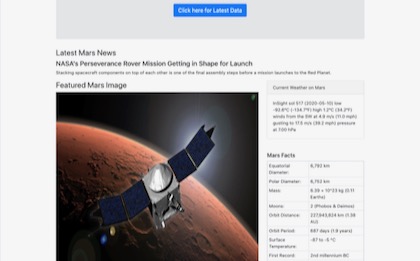 Click here for Latest Data
Latest Mars News
NASA's Perseverance Rover Mission Getting in Shape for Launch
Stacking spacecraft components on top of each other is one of the final assembly steps before a mission launches to the Red Planet.
Featured Mars Image
Current Weather on Mars
InSight sol 517 (2020-05-10) low
-92.6ºC (-134.7ºF) high 1.2ºC (34.2ºF)
winds from the SW at 4.9 m/s (11.0 mph)
gusting to 17.5 m/s (39.2 mph) pressure
at 7.00 hPa
Mars Facts
Equatorial
Diameter: 6,792 km
Polar Diameter: 6,752 km
Mass: 6.39 × 10^23 kg (0.11
Earths)
Moons: 2 (Phobos & Deimos)
Orbit Distance: 227,943,824 km (1.38
AU)
Orbit Period: 687 days (1.9 years)
Surface
Temperature: -87 to -5 °C
First Record: 2nd millennium BC